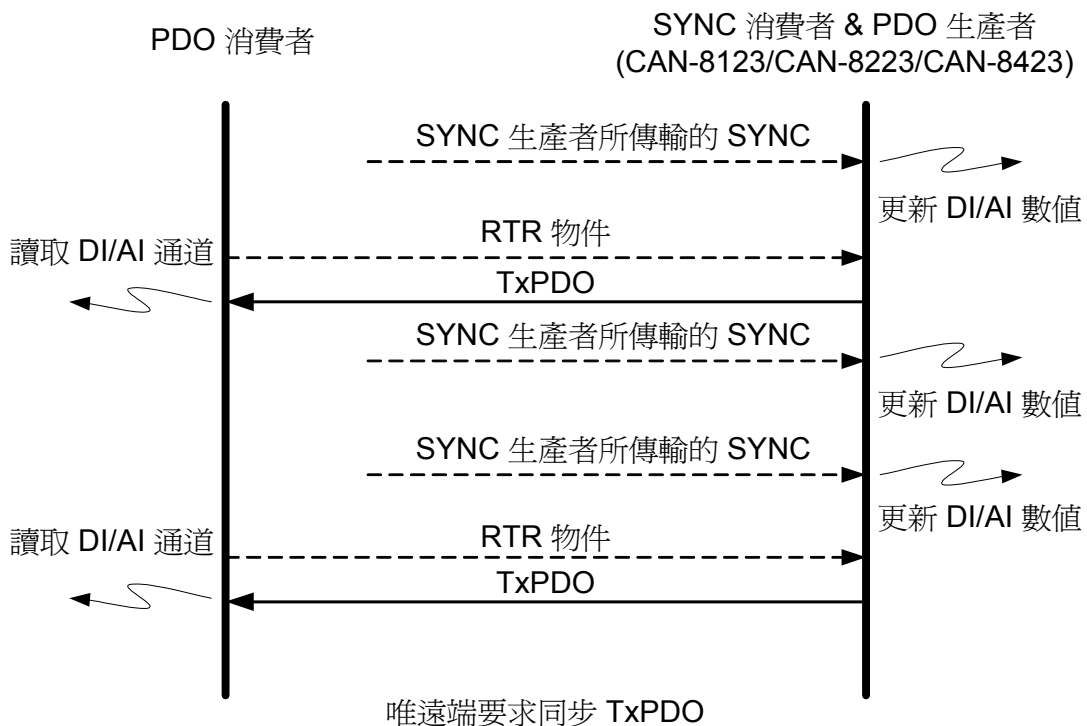 PDO 消費者
SYNC 消費者 & PDO 生產者
(CAN-8123/CAN-8223/CAN-8423)
SYNC 生產者所傳輸的 SYNC
更新 DI/AI 數值
RTR 物件
讀取 DI/AI 通道
TxPDO
SYNC 生產者所傳輸的 SYNC
更新 DI/AI 數值
SYNC 生產者所傳輸的 SYNC
更新 DI/AI 數值
RTR 物件
讀取 DI/AI 通道
TxPDO
唯遠端要求同步 TxPDO